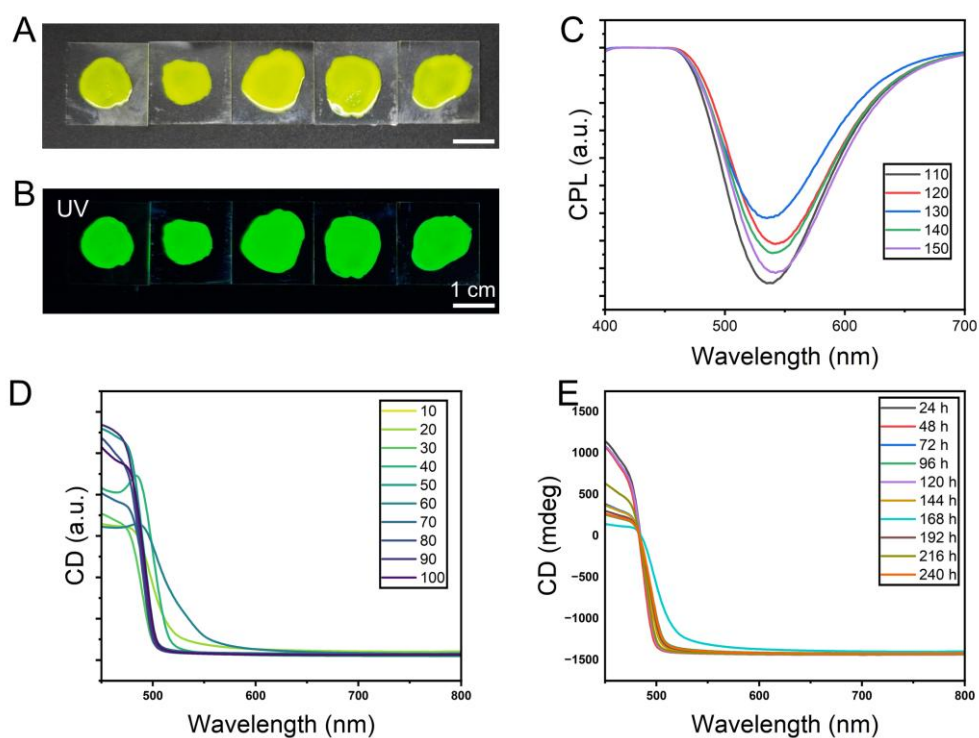 A
B
UV
1 cm
C
CPL (a.u.)
110
120
130
140
150
400
500
600
700
Wavelength (nm)
D
CD (a.u.)
10
20
30
40
50
60
70
80
90
100
500
600
700
800
Wavelength (nm)
E
CD (mdeg)
1500
1000
500
0
−500
−1000
−1500
24 h
48 h
72 h
96 h
120 h
144 h
168 h
192 h
216 h
240 h
500
600
700
800
Wavelength (nm)